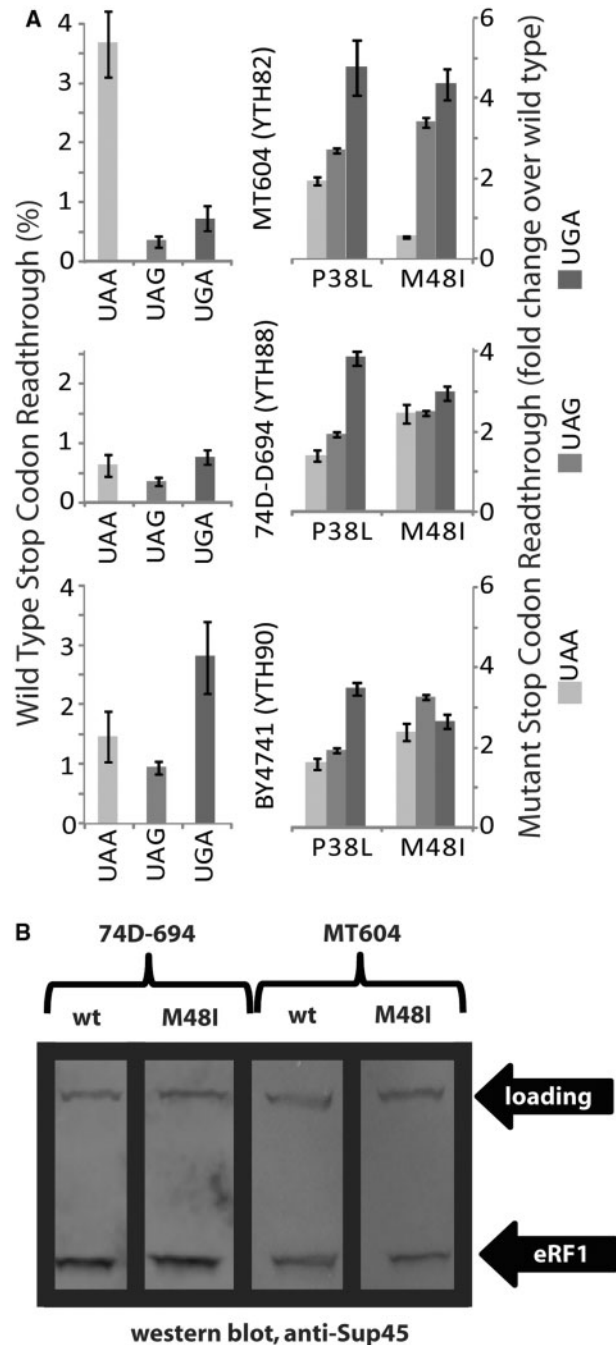 A
Wild Type Stop Codon Readthrough (%)
4
3
2
1
0
UAA
UAG
UGA
MT604 (YTH82)
6
4
2
0
P38L
M48I
2
1
0
UAA
UAG
UGA
74D-D694 (YTH88)
4
2
0
P38L
M48I
4
3
2
1
0
UAA
UAG
UGA
BY4741 (YTH90)
6
4
2
0
P38L
M48I
Mutant Stop Codon Readthrough (fold change over wild type)
UAA
UAG
UGA
B
74D-694
MT604
wt
M48I
wt
M48I
loading
eRF1
western blot, anti-Sup45